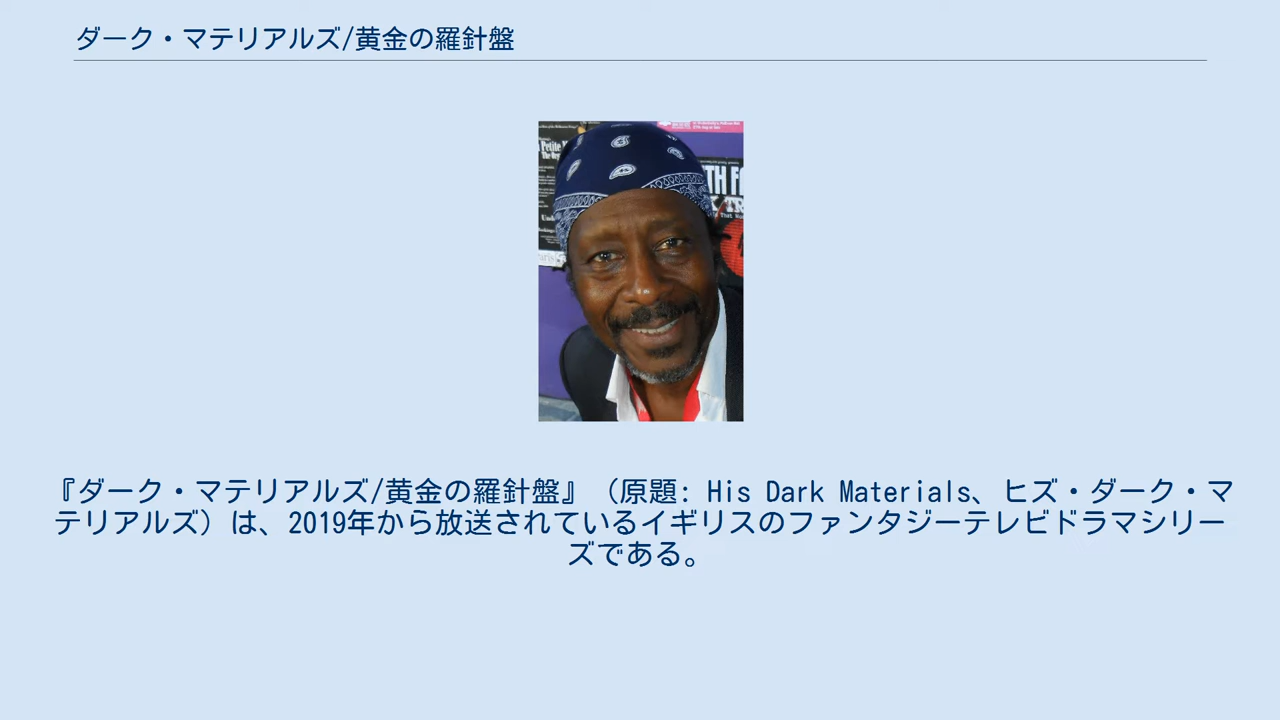 ダーク・マテリアルズ/黄金の羅針盤
Petite
TH FA
X TR
『ダーク・マテリアルズ/黄金の羅針盤』（原題: His Dark Materials、ヒズ・ダーク・マ
テリアルズ）は、2019年から放送されているイギリスのファンタジーテレビドラマシリー
ズである。